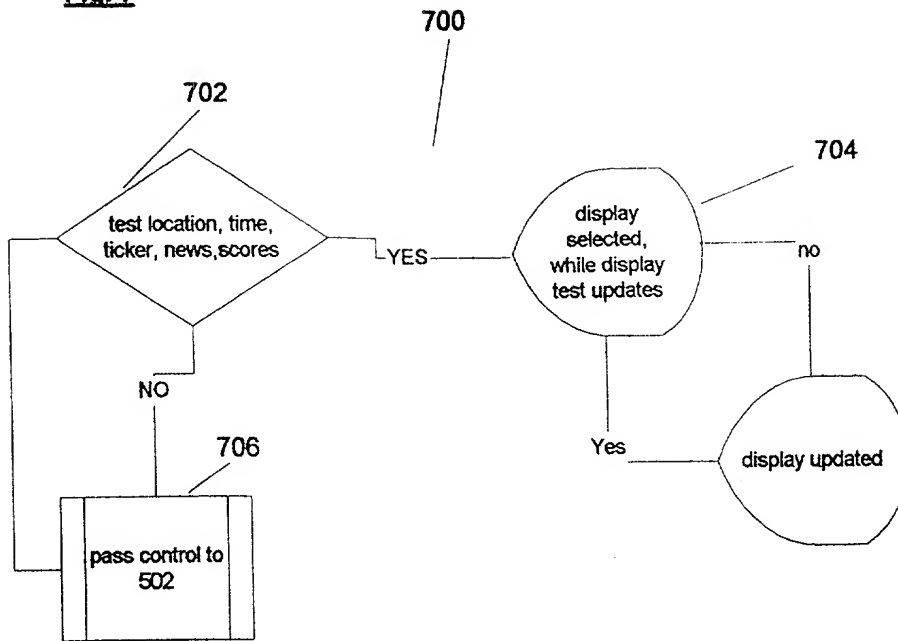 700
702
704
test location, time,
ticker, news,scores
YES
display
selected,
while display
test updates
no
NO
Yes
display updated
706
pass control to
502